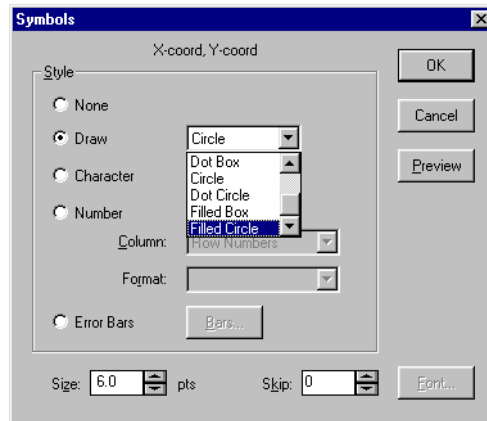 Symbols
X-coord, Y-coord
Style
None
Draw
Circle
Dot Box
Circle
Dot Circle
Filled Box
Filled Circle
Character
Number
Column:
Row Numbers
Format:
Error Bars
Bars...
Size:
6.0
pts
Skip:
0
Font...
OK
Cancel
Preview